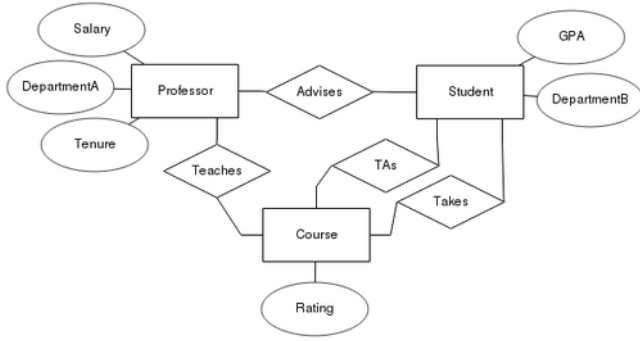 Salary
GPA
DepartmentA
Professor
Advises
Student
DepartmentB
Tenure
Teaches
TAs
Takes
Course
Rating